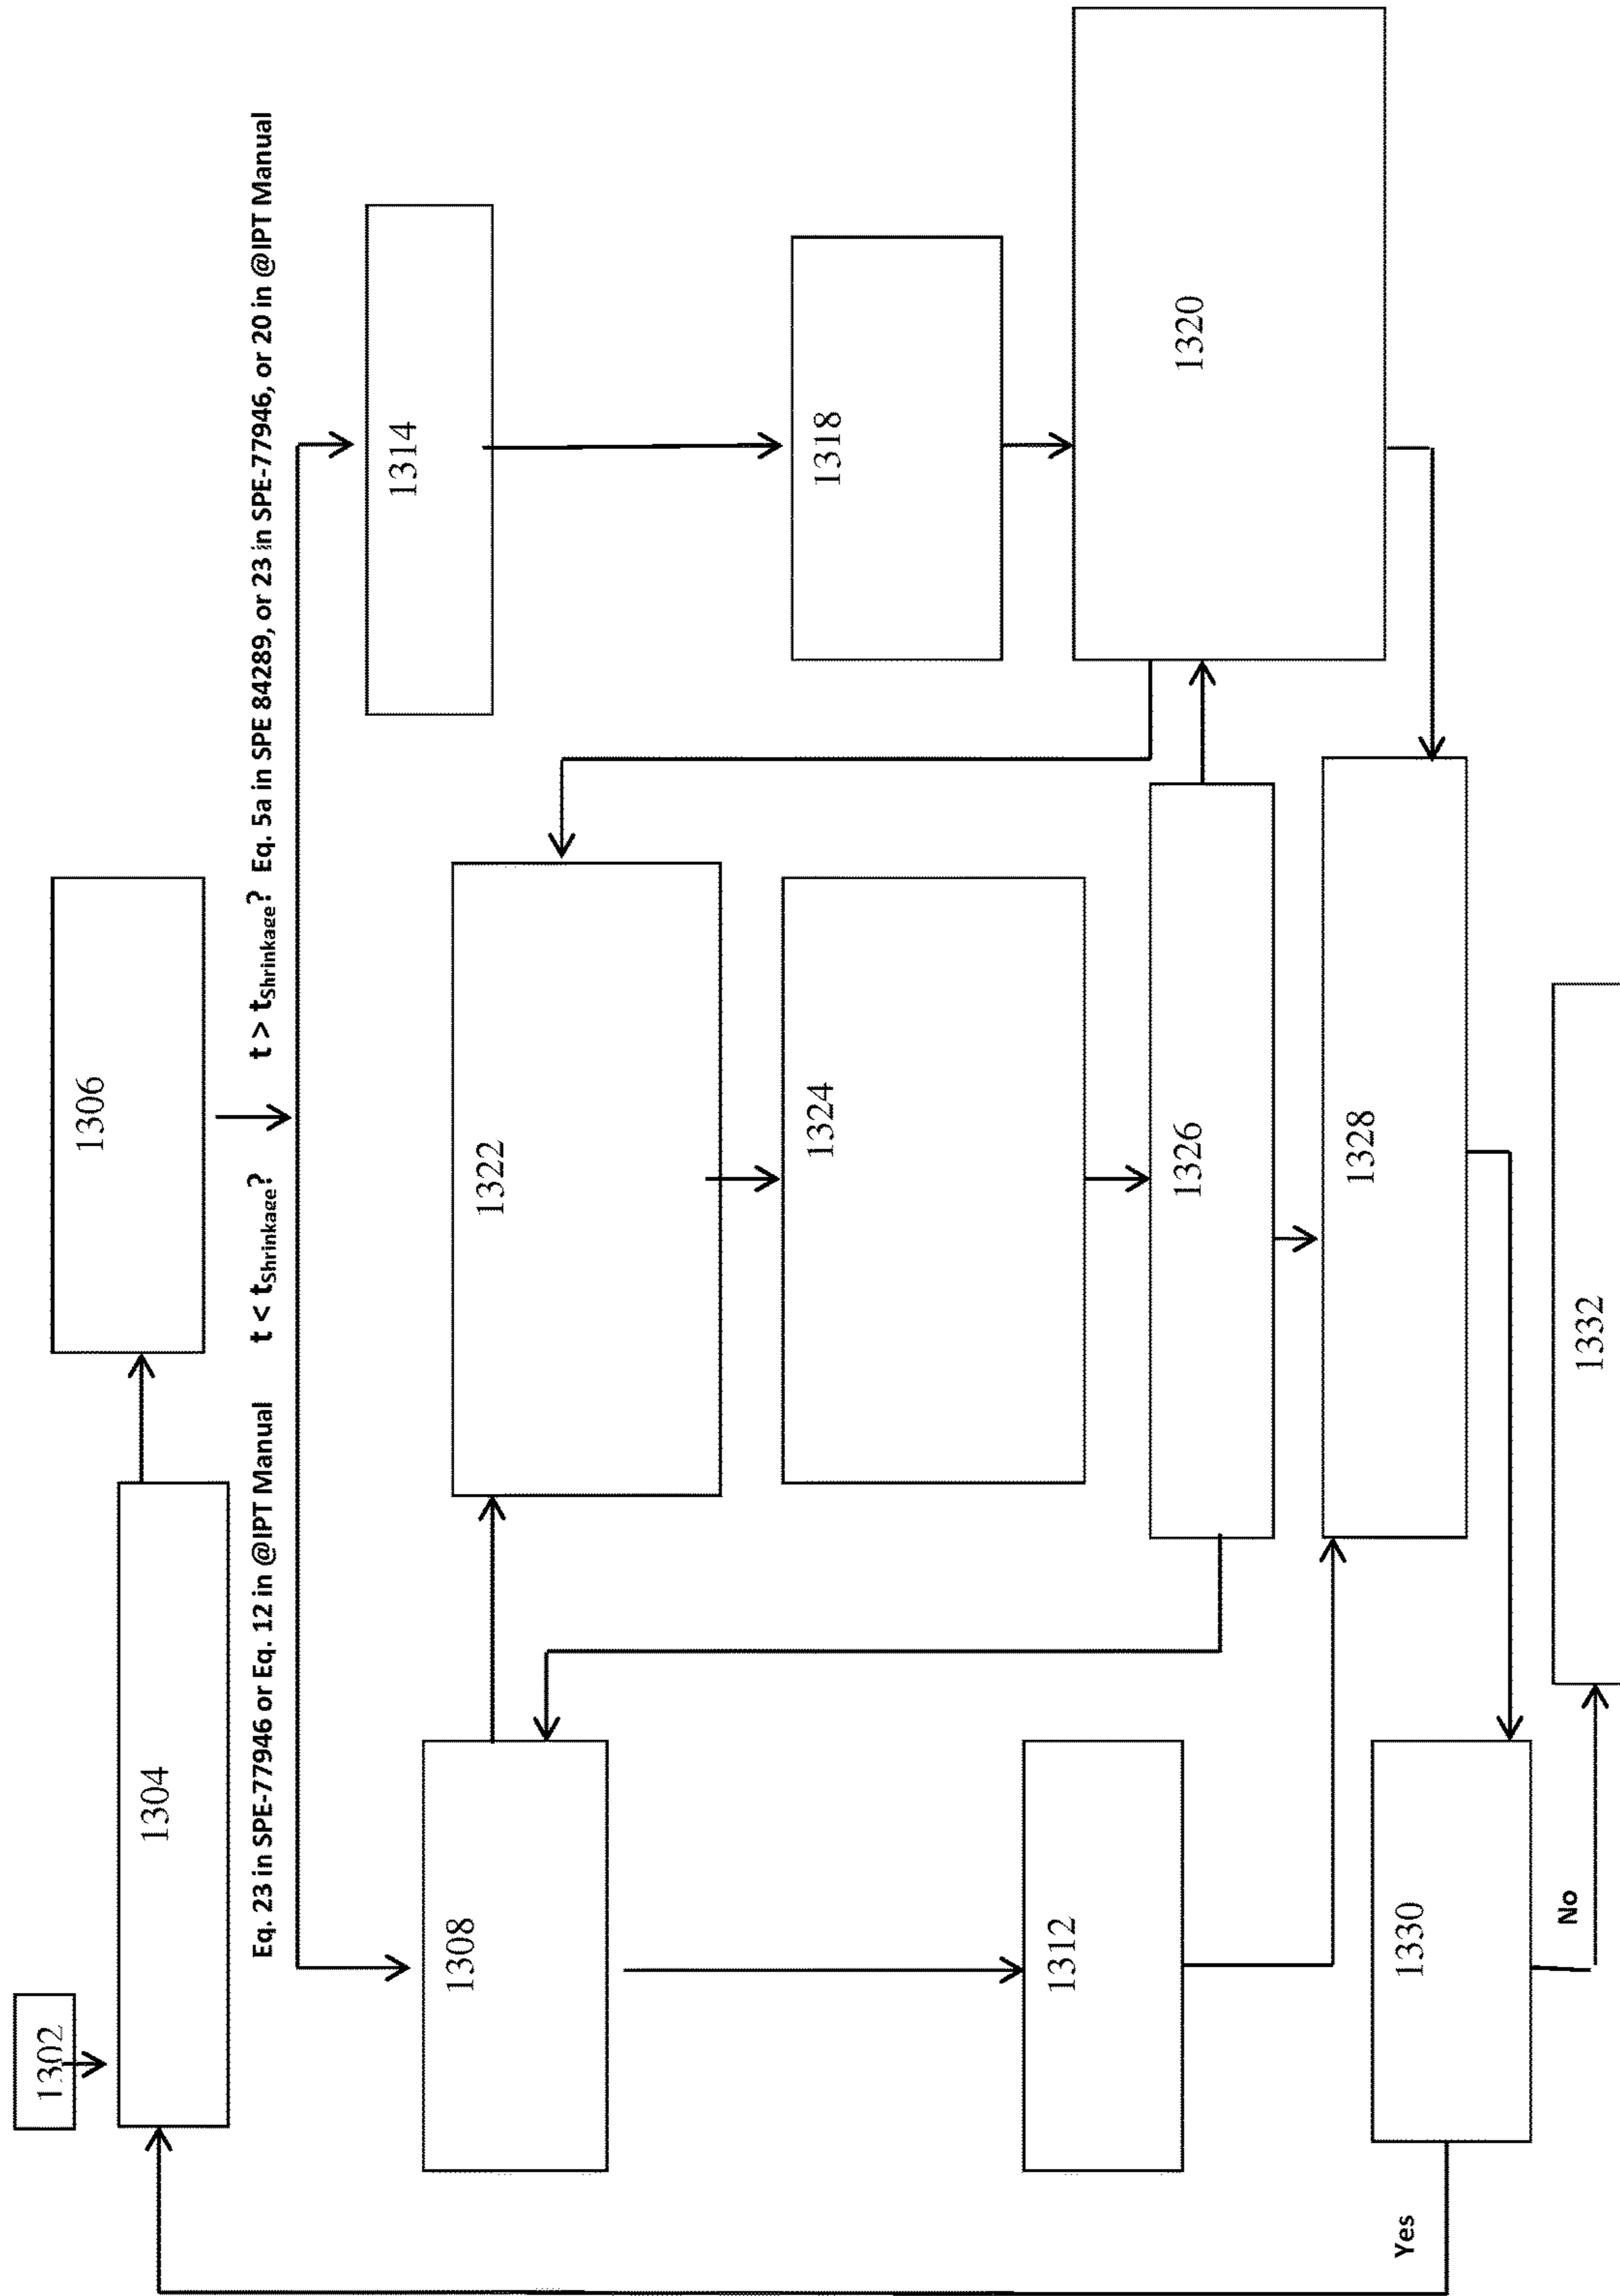 1302
1304
1306
Eq. 23 in SPE-77946 or Eq. 12 in @IPT Manual
t < tShrinkage?
t > tShrinkage?
Eq. 5a in SPE 84289, or 23 in SPE-77946, or 20 in @IPT Manual
1308
1322
1314
1324
1318
1312
1326
1320
1328
1330
Yes
No
1332